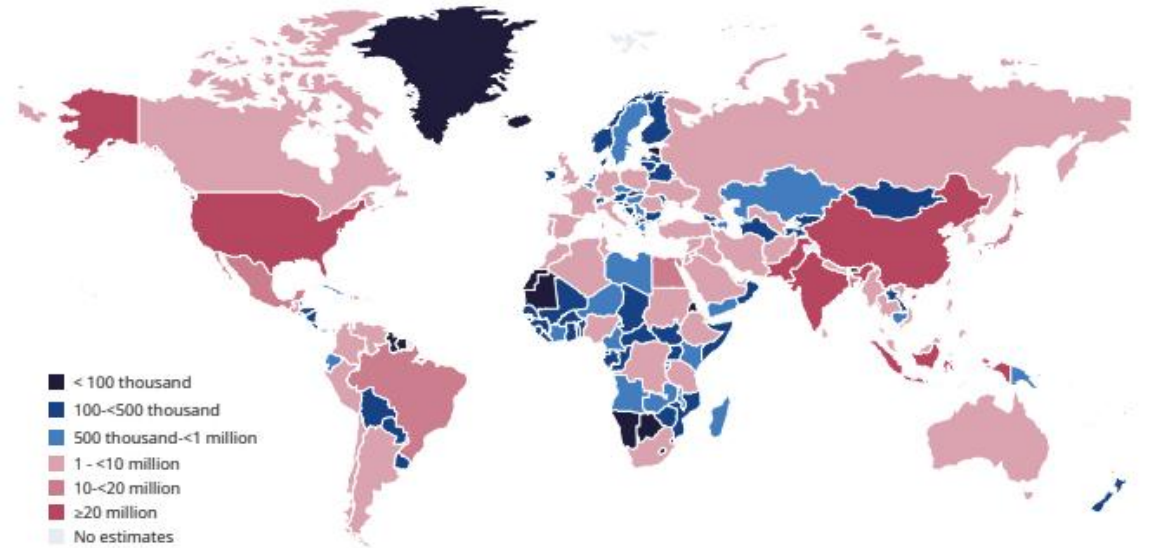 < 100 thousand
100-<500 thousand
500 thousand-<1 million
1 - <10 million
10-<20 million
≥20 million
No estimates